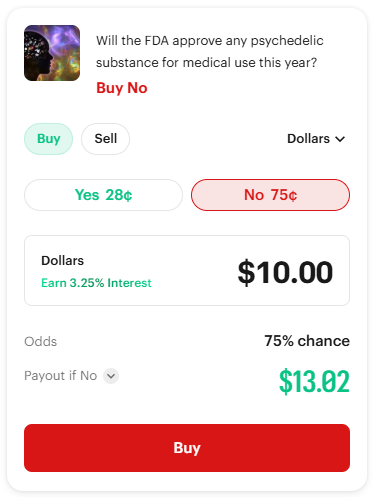 Will the FDA approve any psychedelic
substance for medical use this year?
Buy No
Buy Sell Dollars
Yes 28¢ No 75¢
Dollars
Earn 3.25% Interest
$10.00
Odds 75% chance
Payout if No $13.02
Buy